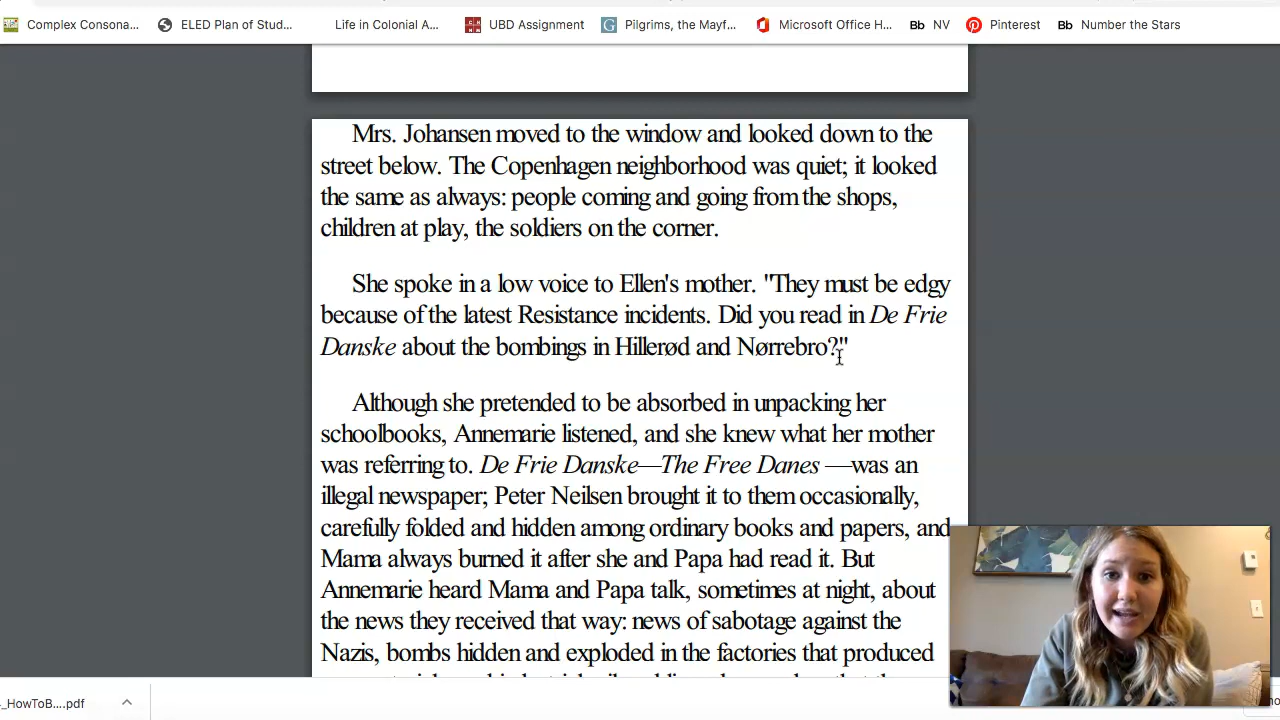 Complex Consona... ELED Plan of Stud... Life in Colonial A... UBD Assignment G Pilgrims, the Mayf... Microsoft Office H... Bb NV Pinterest Bb Number the Stars
Mrs. Johansen moved to the window and looked down to the
street below. The Copenhagen neighborhood was quiet; it looked
the same as always: people coming and going from the shops,
children at play, the soldiers on the corner.
She spoke in a low voice to Ellen's mother. "They must be edgy
because of the latest Resistance incidents. Did you read in De Frie
Danske about the bombings in Hillerød and Nørrebro?"
Although she pretended to be absorbed in unpacking her
schoolbooks, Annemarie listened, and she knew what her mother
was referring to. De Frie Danske—The Free Danes —was an
illegal newspaper; Peter Neilsen brought it to them occasionally,
carefully folded and hidden among ordinary books and papers, and
Mama always burned it after she and Papa had read it. But
Annemarie heard Mama and Papa talk, sometimes at night, about
the news they received that way: news of sabotage against the
Nazis, bombs hidden and exploded in the factories that produced
_HowToB....pdf